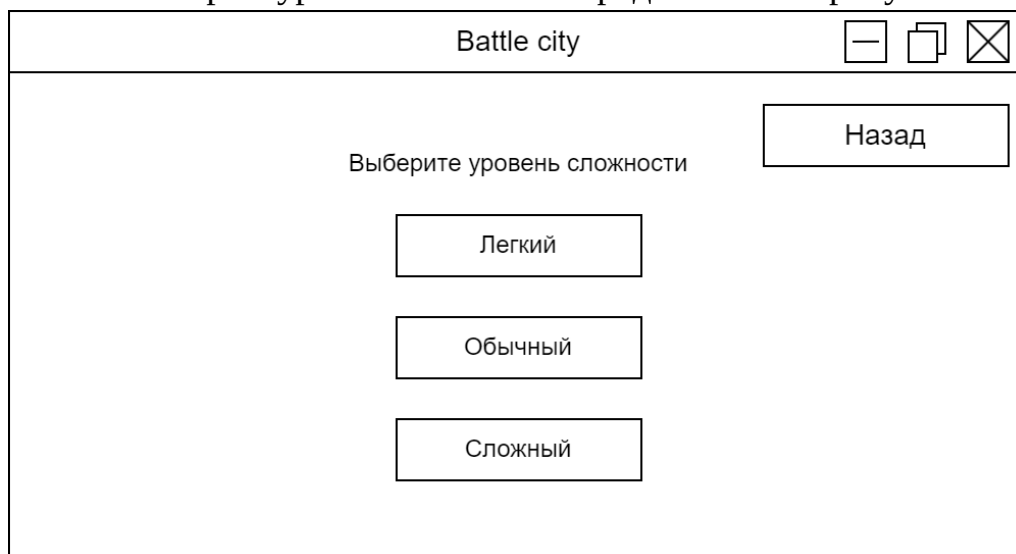 Battle city
Назад
Выберите уровень сложности
Легкий
Обычный
Сложный